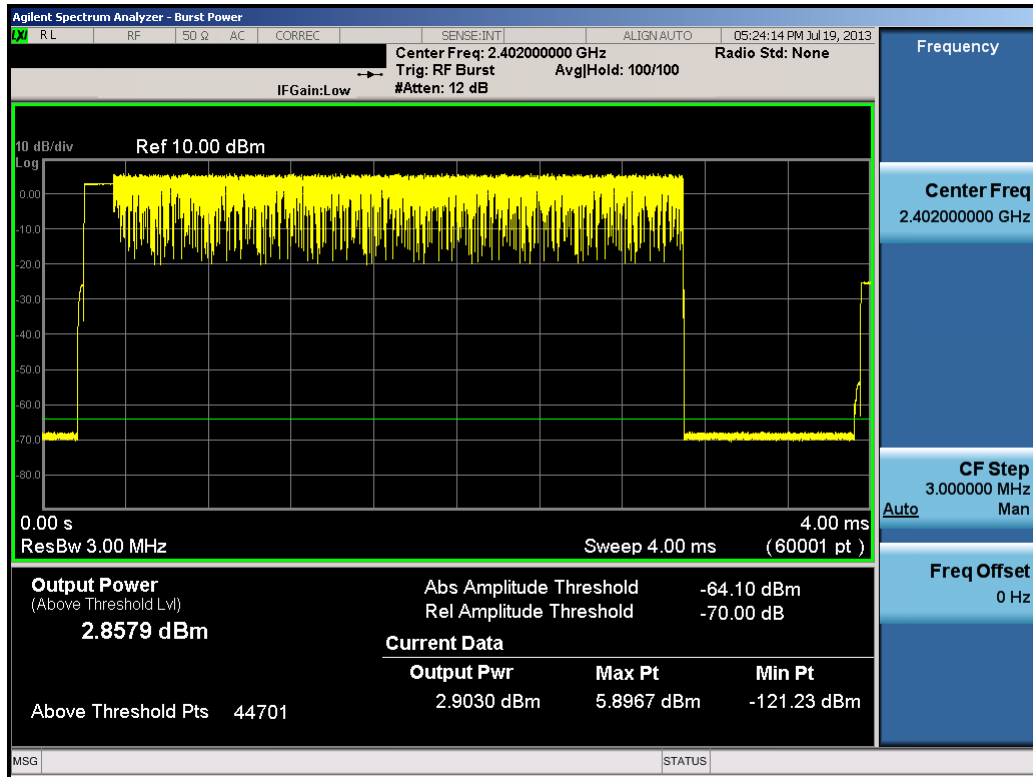 Agilent Spectrum Analyzer - Burst Power
LXI RL RF 50 Ω AC CORREC SENSE:INT ALIGN AUTO 05:24:14 PM Jul 19, 2013
Center Freq: 2.402000000 GHz Radio Std: None
Trig: RF Burst Avg|Hold: 100/100
IFGain:Low #Atten: 12 dB
Frequency
10 dB/div Ref 10.00 dBm
Log
0.00
-10.0
-20.0
-30.0
-40.0
-50.0
-60.0
-70.0
-80.0
0.00 s 4.00 ms
ResBw 3.00 MHz Sweep 4.00 ms (60001 pt)
Center Freq
2.402000000 GHz
CF Step
3.000000 MHz
Auto Man
Freq Offset
0 Hz
Output Power
(Above Threshold Lvl)
2.8579 dBm
Above Threshold Pts 44701
Abs Amplitude Threshold -64.10 dBm
Rel Amplitude Threshold -70.00 dB
Current Data
Output Pwr Max Pt Min Pt
2.9030 dBm 5.8967 dBm -121.23 dBm
MSG STATUS